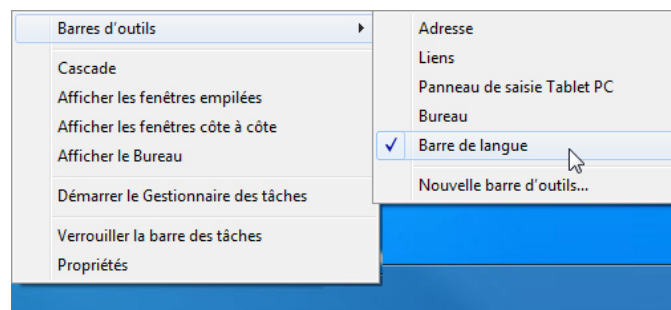 Barres d'outils
Cascade
Afficher les fenêtres empilées
Afficher les fenêtres côte à côte
Afficher le Bureau
Démarrer le Gestionnaire des tâches
Verrouiller la barre des tâches
Propriétés
Adresse
Liens
Panneau de saisie Tablet PC
Bureau
Barre de langue
Nouvelle barre d'outils...